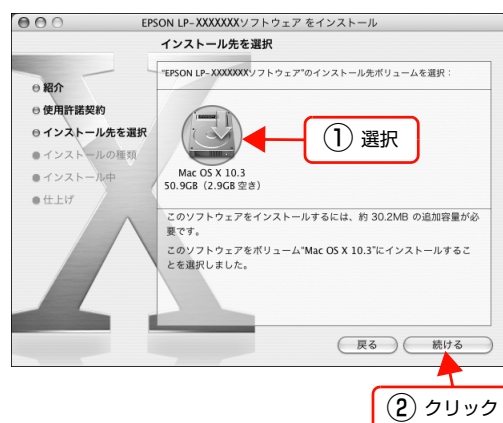 EPSON LP-XXXXXXXソフトウェア をインストール
インストール先を選択
紹介
使用許諾契約
インストール先を選択
インストールの種類
インストール中
仕上げ
"EPSON LP-XXXXXXXソフトウェア"のインストール先ボリュームを選択：
① 選択
Mac OS X 10.3
50.9GB（2.9GB 空き）
このソフトウェアをインストールするには、約 30.2MB の追加容量が必
要です。
このソフトウェアをボリューム"Mac OS X 10.3"にインストールするこ
とを選択しました。
戻る
続ける
② クリック